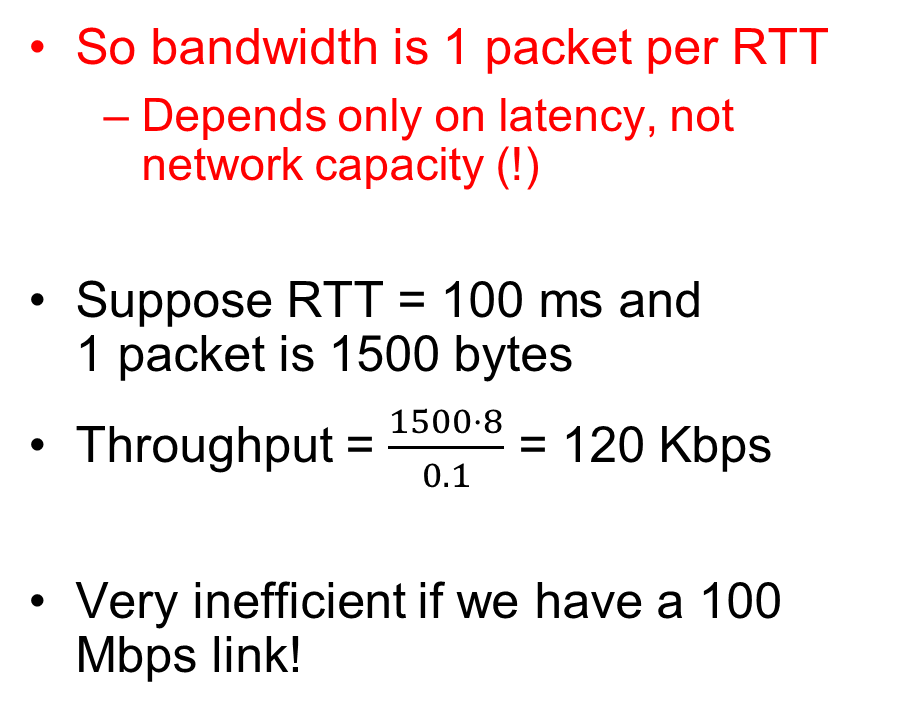 • So bandwidth is 1 packet per RTT
– Depends only on latency, not
network capacity (!)
• Suppose RTT = 100 ms and
1 packet is 1500 bytes
• Throughput = \frac{1500·8}{0.1} = 120 Kbps
• Very inefficient if we have a 100
Mbps link!